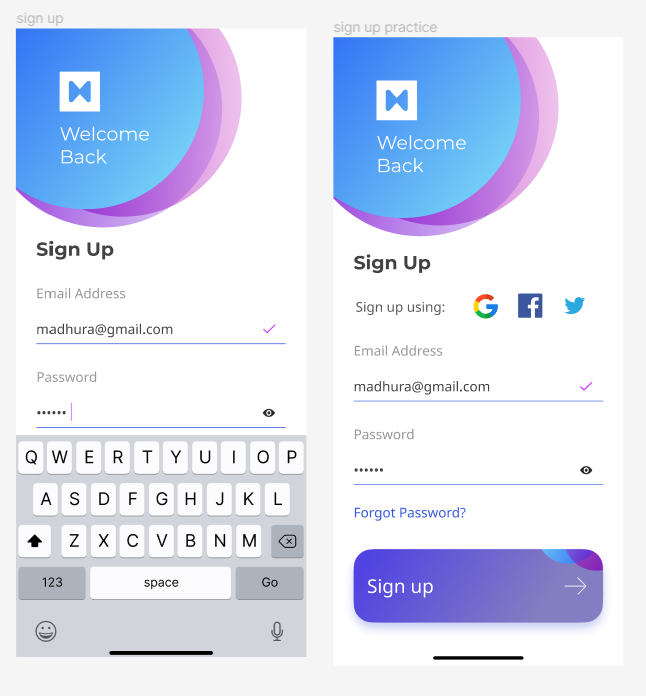 sign up
Welcome
Back
Sign Up
Email Address
madhura@gmail.com
Password
••••••
Q W E R T Y U I O P
A S D F G H J K L
Z X C V B N M
123 space Go
sign up practice
Welcome
Back
Sign Up
Sign up using:
Email Address
madhura@gmail.com
Password
••••••
Forgot Password?
Sign up